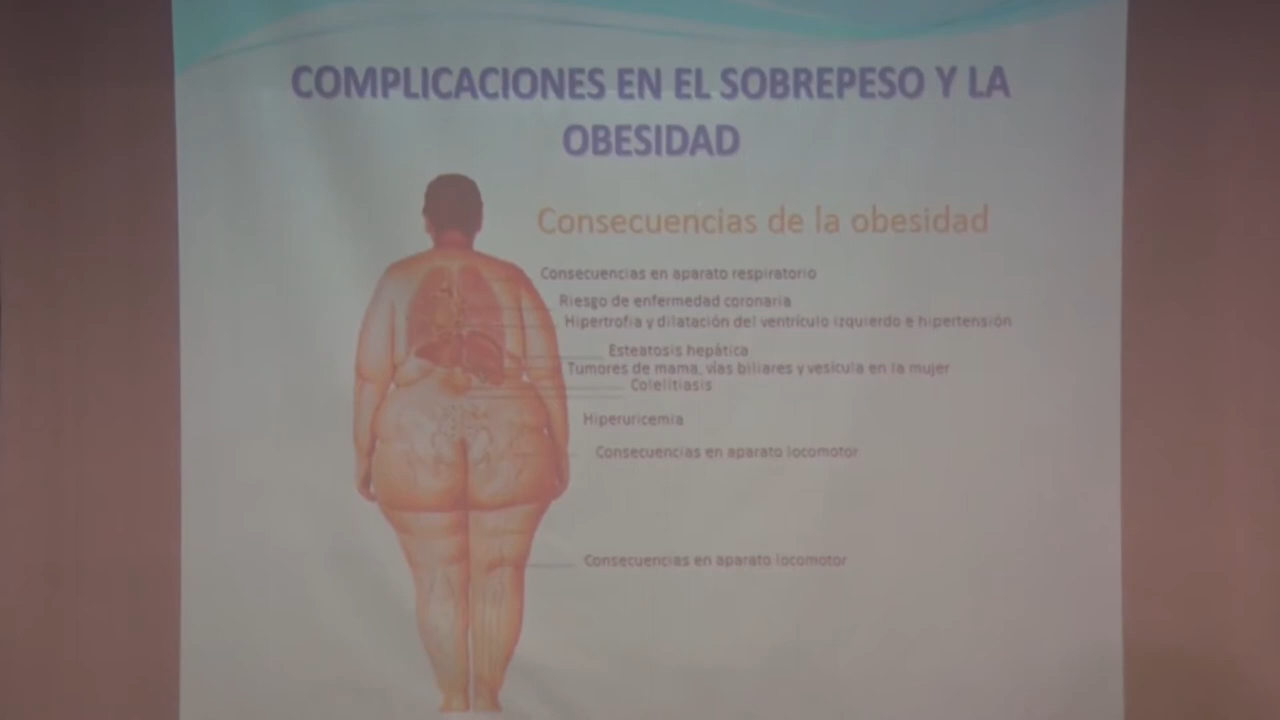 COMPLICACIONES EN EL SOBREPESO Y LA
OBESIDAD
Consecuencias de la obesidad
Consecuencias en aparato respiratorio
Riesgo de enfermedad coronaria
Hipertrofia y dilatación del ventrículo izquierdo e hipertensión
Esteatosis hepática
Tumores de mama, vías biliares y vesícula en la mujer
Colelitiasis
Hiperuricemia
Consecuencias en aparato locomotor
Consecuencias en aparato locomotor